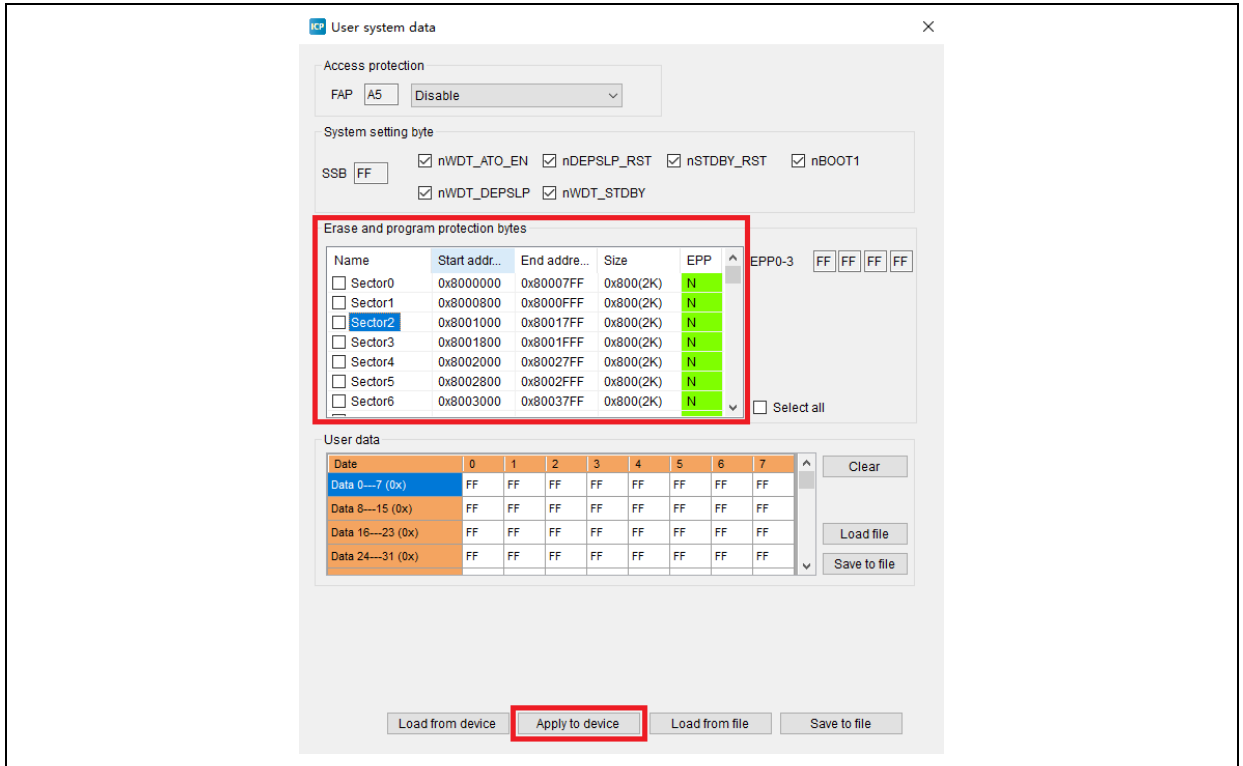 ICP User system data
Access protection
FAP A5 Disable
System setting byte
SSB FF
nWDT_ATO_EN nDEPSLP_RST nSTDBY_RST nBOOT1
nWDT_DEPSLP nWDT_STDBY
Erase and program protection bytes
Name Start addr... End addre... Size EPP
Sector0 0x8000000 0x80007FF 0x800(2K) N
Sector1 0x8000800 0x8000FFF 0x800(2K) N
Sector2 0x8001000 0x80017FF 0x800(2K) N
Sector3 0x8001800 0x8001FFF 0x800(2K) N
Sector4 0x8002000 0x80027FF 0x800(2K) N
Sector5 0x8002800 0x8002FFF 0x800(2K) N
Sector6 0x8003000 0x80037FF 0x800(2K) N
EPP0-3 FF FF FF FF
Select all
User data
Date 0 1 2 3 4 5 6 7
Data 0---7 (0x) FF FF FF FF FF FF FF FF
Data 8---15 (0x) FF FF FF FF FF FF FF FF
Data 16---23 (0x) FF FF FF FF FF FF FF FF
Data 24---31 (0x) FF FF FF FF FF FF FF FF
Clear
Load file
Save to file
Load from device Apply to device Load from file Save to file